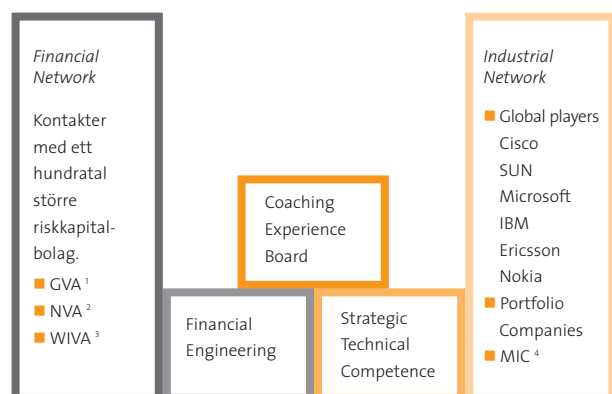 Financial
Network
Kontakter
med ett
hundratal
större
riskkapital-
bolag.
GVA ¹
NVA ²
WIVA ³
Coaching
Experience
Board
Financial
Engineering
Strategic
Technical
Competence
Industrial
Network
Global players
Cisco
SUN
Microsoft
IBM
Ericsson
Nokia
Portfolio
Companies
MIC ⁴